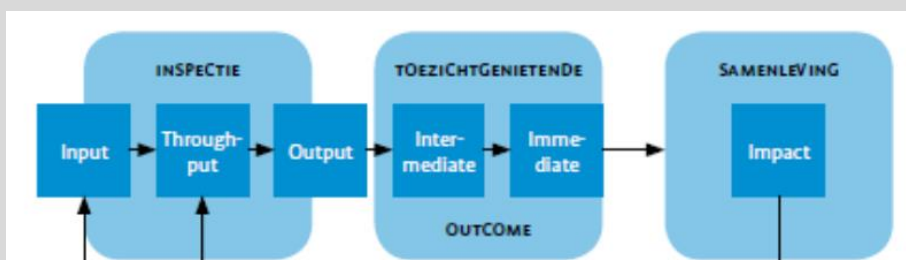 INSPECTIE
TOEZICHTGENIETENDE
SAMENLEVING
Input
Through-
put
Output
Inter-
mediate
Imme-
diate
Impact
OUTCOME